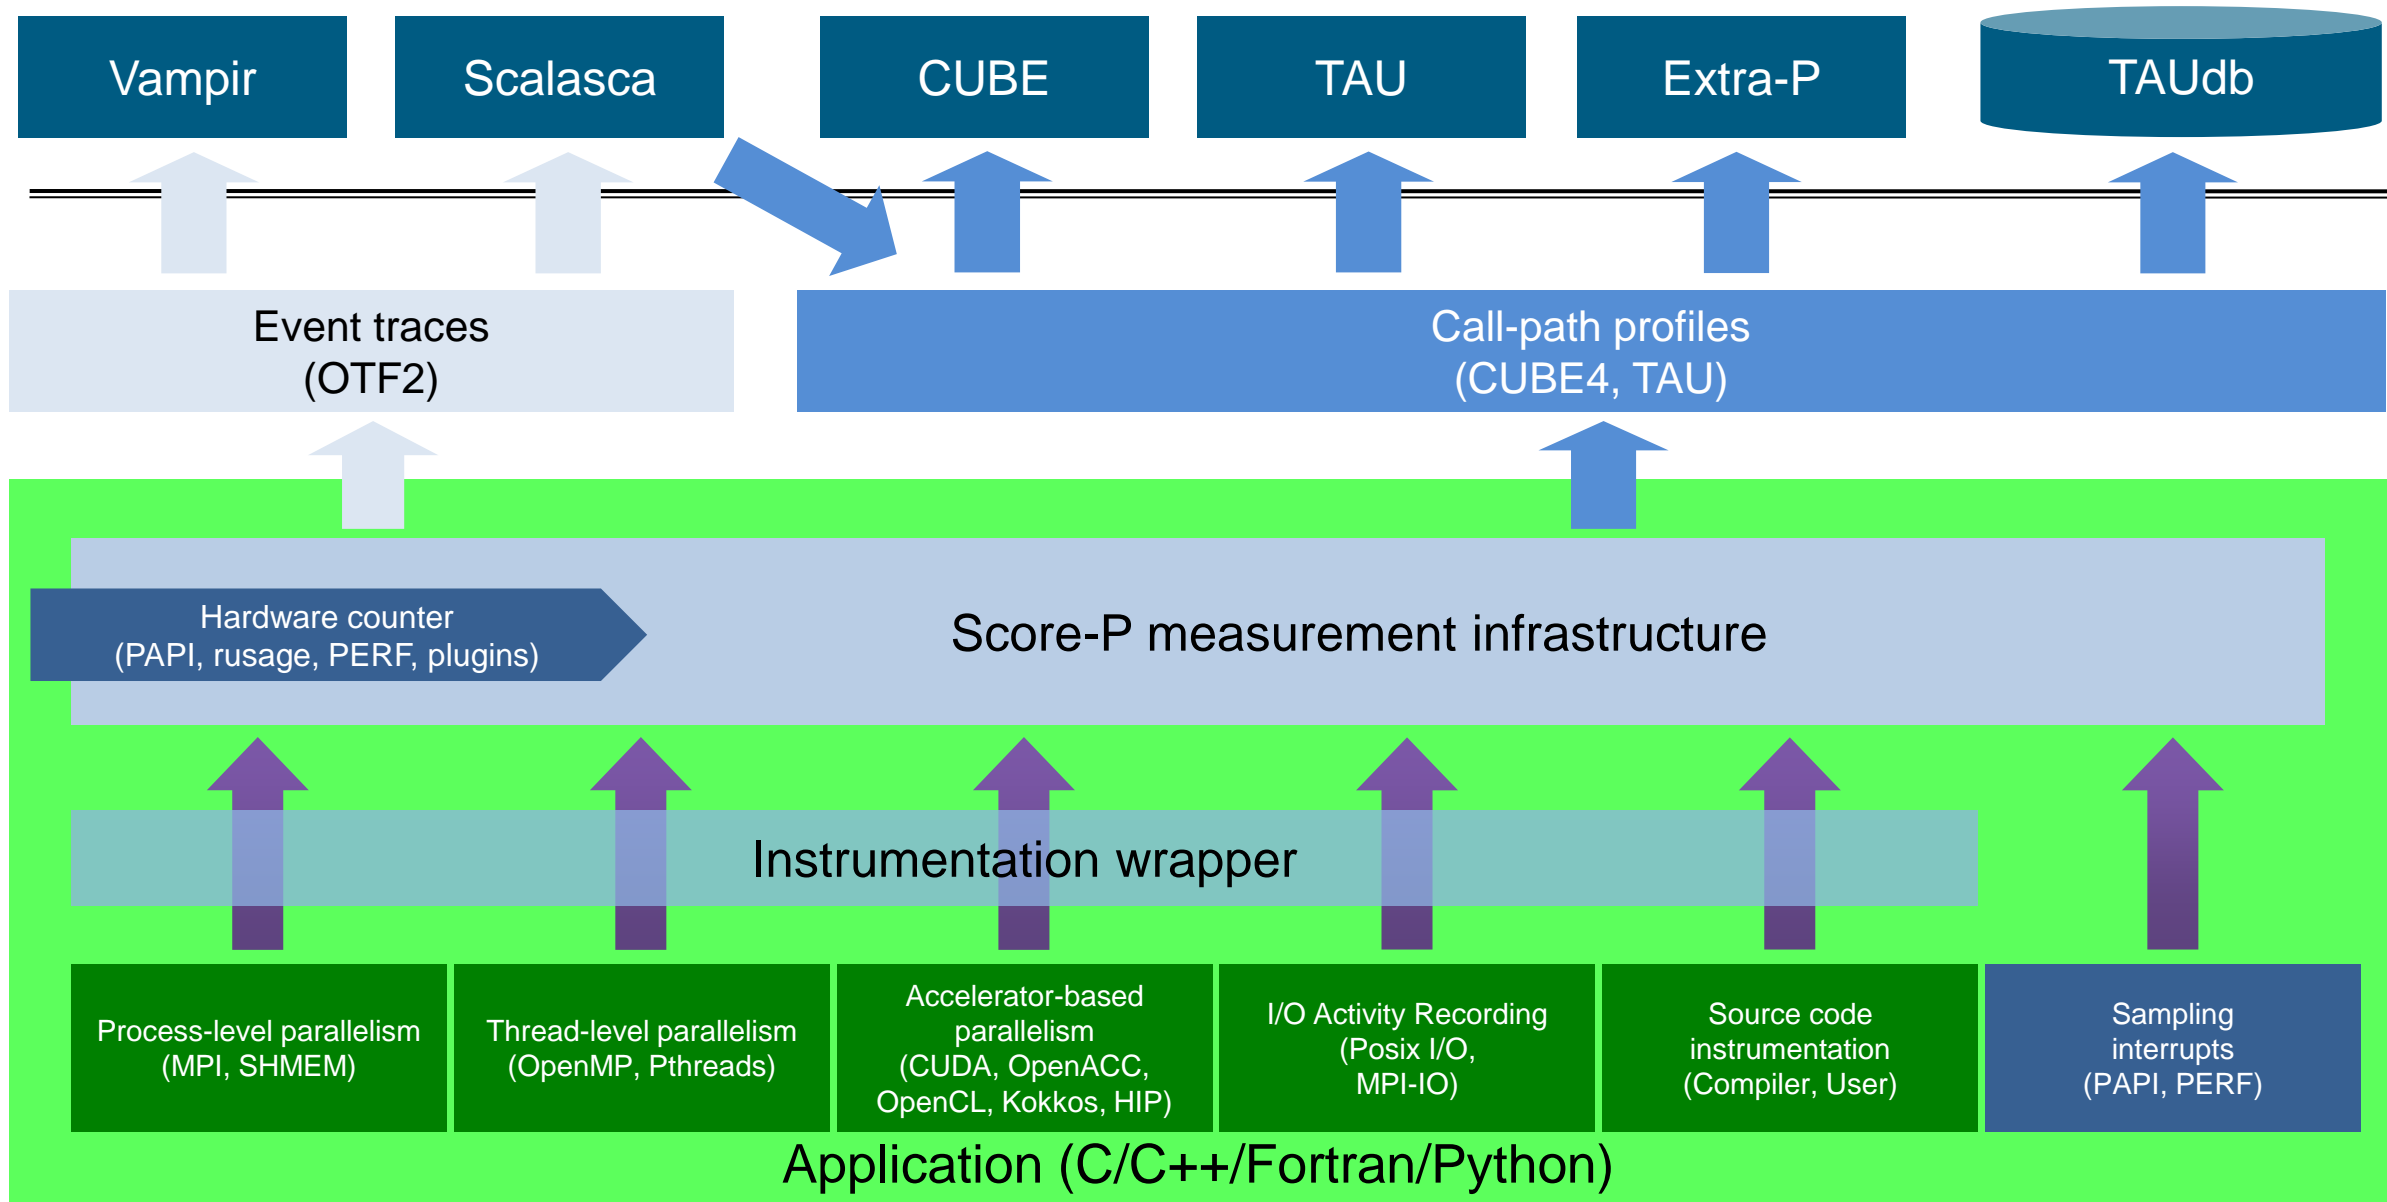 Vampir
Scalasca
CUBE
TAU
Extra-P
TAUdb
Event traces
(OTF2)
Call-path profiles
(CUBE4, TAU)
Hardware counter
(PAPI, rusage, PERF, plugins)
Score-P measurement infrastructure
Instrumentation wrapper
Process-level parallelism
(MPI, SHMEM)
Thread-level parallelism
(OpenMP, Pthreads)
Accelerator-based
parallelism
(CUDA, OpenACC,
OpenCL, Kokkos, HIP)
I/O Activity Recording
(Posix I/O,
MPI-IO)
Source code
instrumentation
(Compiler, User)
Sampling
interrupts
(PAPI, PERF)
Application (C/C++/Fortran/Python)